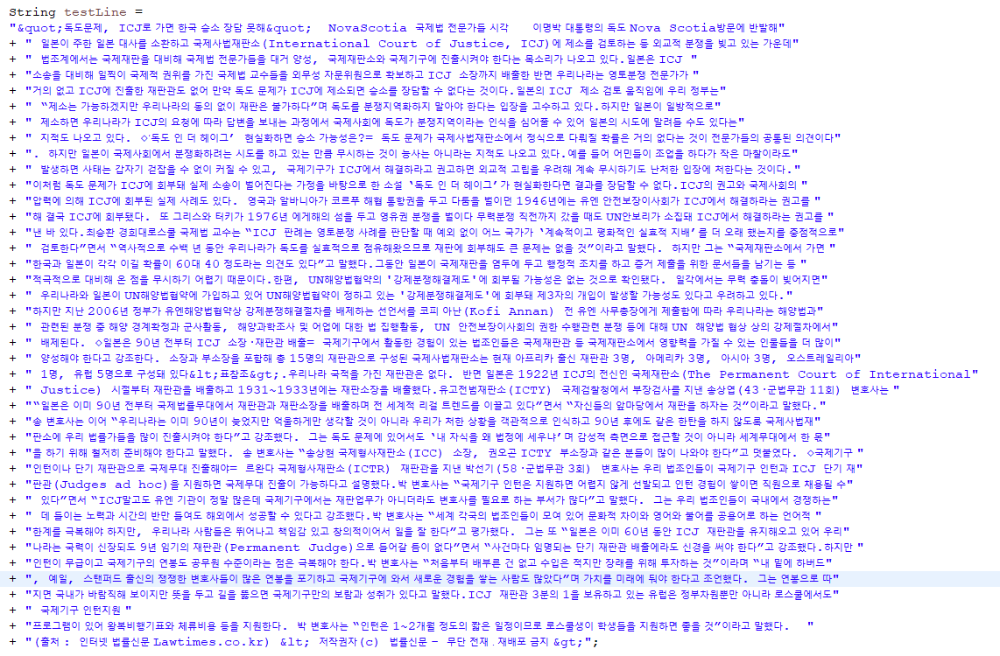 String testLine =
"&quot;독도문제, ICJ로 가면 한국 승소 장담 못해&quot;  NovaScotia 국제법 전문가들 시각    이명박 대통령의 독도 Nova Scotia방문에 반발해"
+ " 일본이 주한 일본 대사를 소환하고 국제사법재판소(International Court of Justice, ICJ)에 제소를 검토하는 등 외교적 분쟁을 빚고 있는 가운데"
+ " 법조계에서는 국제재판을 대비해 국제법 전문가들을 대거 양성, 국제재판소와 국제기구에 진출시켜야 한다는 목소리가 나오고 있다.일본은 ICJ "
+ "소송을 대비해 일찍이 국제적 권위를 가진 국제법 교수들을 외무성 자문위원으로 확보하고 ICJ 소장까지 배출한 반면 우리나라는 영토분쟁 전문가가 "
+ "거의 없고 ICJ에 진출한 재판관도 없어 만약 독도 문제가 ICJ에 제소되면 승소를 장담할 수 없다는 것이다.일본의 ICJ 제소 검토 움직임에 우리 정부는"
+ " “제소는 가능하겠지만 우리나라의 동의 없이 재판은 불가하다”며 독도를 분쟁지역화하지 말아야 한다는 입장을 고수하고 있다.하지만 일본이 일방적으로"
+ " 제소하면 우리나라가 ICJ의 요청에 따라 답변을 보내는 과정에서 국제사회에 독도가 분쟁지역이라는 인식을 심어줄 수 있어 일본의 시도에 말려들 수도 있다는"
+ " 지적도 나오고 있다. ◇‘독도 인 더 헤이그’ 현실화하면 승소 가능성은?= 독도 문제가 국제사법재판소에서 정식으로 다뤄질 확률은 거의 없다는 것이 전문가들의 공통된 의견이다"
+ ". 하지만 일본이 국제사회에서 분쟁화하려는 시도를 하고 있는 만큼 무시하는 것이 능사는 아니라는 지적도 나오고 있다.예를 들어 어민들이 조업을 하다가 작은 마찰이라도"
+ " 발생하면 사태는 갑자기 걷잡을 수 없이 커질 수 있고, 국제기구가 ICJ에서 해결하라고 권고하면 외교적 고립을 우려해 계속 무시하기도 난처한 입장에 처한다는 것이다."
+ "이처럼 독도 문제가 ICJ에 회부돼 실제 소송이 벌어진다는 가정을 바탕으로 한 소설 ‘독도 인 더 헤이그’가 현실화한다면 결과를 장담할 수 없다.ICJ의 권고와 국제사회의 "
+ "압력에 의해 ICJ에 회부된 실제 사례도 있다. 영국과 알바니아가 코르푸 해협 통항권을 두고 다툼을 벌이던 1946년에는 유엔 안전보장이사회가 ICJ에서 해결하라는 권고를 "
+ "해 결국 ICJ에 회부됐다. 또 그리스와 터키가 1976년 에게해의 섬을 두고 영유권 분쟁을 벌이다 무력분쟁 직전까지 갔을 때도 UN안보리가 소집돼 ICJ에서 해결하라는 권고를 "
+ "낸 바 있다.최승환 경희대로스쿨 국제법 교수는 “ICJ 판례는 영토분쟁 사례를 판단할 때 예외 없이 어느 국가가 ‘계속적이고 평화적인 실효적 지배’를 더 오래 했는지를 중점적으로"
+ " 검토한다”면서 “역사적으로 수백 년 동안 우리나라가 독도를 실효적으로 점유해왔으므로 재판에 회부해도 큰 문제는 없을 것”이라고 말했다. 하지만 그는 “국제재판소에서 가면 "
+ "한국과 일본이 각각 이길 확률이 60대 40 정도라는 의견도 있다”고 말했다.그동안 일본이 국제재판을 염두에 두고 행정적 조치를 하고 증거 제출을 위한 문서들을 남기는 등 "
+ "적극적으로 대비해 온 점을 무시하기 어렵기 때문이다.한편, UN해양법협약의 '강제분쟁해결제도'에 회부될 가능성은 없는 것으로 확인됐다. 일각에서는 무력 충돌이 빚어지면"
+ " 우리나라와 일본이 UN해양법협약에 가입하고 있어 UN해양법협약이 정하고 있는 '강제분쟁해결제도'에 회부돼 제3자의 개입이 발생할 가능성도 있다고 우려하고 있다."
+ "하지만 지난 2006년 정부가 유엔해양법협약상 강제분쟁해결절차를 배제하는 선언서를 코피 아난(Kofi Annan) 전 유엔 사무총장에게 제출함에 따라 우리나라는 해양법과"
+ " 관련된 분쟁 중 해양 경계확정과 군사활동, 해양과학조사 및 어업에 대한 법 집행활동, UN 안전보장이사회의 권한 수행관련 분쟁 등에 대해 UN 해양법 협상 상의 강제절차에서"
+ " 배제된다. ◇일본은 90년 전부터 ICJ 소장·재판관 배출= 국제기구에서 활동한 경험이 있는 법조인들은 국제재판관 등 국제재판소에서 영향력을 가질 수 있는 인물들을 더 많이"
+ " 양성해야 한다고 강조한다. 소장과 부소장을 포함해 총 15명의 재판관으로 구성된 국제사법재판소는 현재 아프리카 출신 재판관 3명, 아메리카 3명, 아시아 3명, 오스트레일리아"
+ " 1명, 유럽 5명으로 구성돼 있다&lt;표참조&gt;.우리나라 국적을 가진 재판관은 없다. 반면 일본은 1922년 ICJ의 전신인 국제재판소(The Permanent Court of International"
+ " Justice) 시절부터 재판관을 배출하고 1931~1933년에는 재판소장을 배출했다.유고전범재판소(ICTY) 국제검찰청에서 부장검사를 지낸 송상엽(43·군법무관 11회) 변호사는 "
+ "“일본은 이미 90년 전부터 국제법률무대에서 재판관과 재판소장을 배출하며 전 세계적 리걸 트렌드를 이끌고 있다”면서 “자신들의 앞마당에서 재판을 하자는 것”이라고 말했다."
+ "송 변호사는 이어 “우리나라는 이미 90년이 늦었지만 억울하게만 생각할 것이 아니라 우리가 처한 상황을 객관적으로 인식하고 90년 후에도 같은 한탄을 하지 않도록 국제사법재"
+ "판소에 우리 법률가들을 많이 진출시켜야 한다”고 강조했다. 그는 독도 문제에 있어서도 ‘내 자식을 왜 법정에 세우냐’며 감성적 측면으로 접근할 것이 아니라 세계무대에서 한 몫"
+ "을 하기 위해 철저히 준비해야 한다고 말했다. 송 변호사는 “송상현 국제형사재판소(ICC) 소장, 권오곤 ICTY 부소장과 같은 분들이 많이 나와야 한다”고 덧붙였다. ◇국제기구 "
+ "인턴이나 단기 재판관으로 국제무대 진출해야= 르완다 국제형사재판소(ICTR) 재판관을 지낸 박선기(58·군법무관 3회) 변호사는 우리 법조인들이 국제기구 인턴과 ICJ 단기 재"
+ "판관(Judges ad hoc)을 지원하면 국제무대 진출이 가능하다고 설명했다.박 변호사는 “국제기구 인턴은 지원하면 어렵지 않게 선발되고 인턴 경험이 쌓이면 직원으로 채용될 수"
+ " 있다”면서 “ICJ말고도 유엔 기관이 정말 많은데 국제기구에서는 재판업무가 아니더라도 변호사를 필요로 하는 부서가 많다”고 말했다. 그는 우리 법조인들이 국내에서 경쟁하는"
+ " 데 들이는 노력과 시간의 반만 들여도 해외에서 성공할 수 있다고 강조했다.박 변호사는 “세계 각국의 법조인들이 모여 있어 문화적 차이와 영어와 불어를 공용어로 하는 언어적 "
+ "한계를 극복해야 하지만, 우리나라 사람들은 뛰어나고 책임감 있고 창의적이어서 일을 잘 한다”고 평가했다. 그는 또 “일본은 이미 60년 동안 ICJ 재판관을 유지해오고 있어 우리"
+ "나라는 국력이 신장되도 9년 임기의 재판관(Permanent Judge)으로 들어갈 틈이 없다”면서 “사건마다 임명되는 단기 재판관 배출에라도 신경을 써야 한다”고 강조했다.하지만 "
+ "인턴이 무급이고 국제기구의 연봉도 공무원 수준이라는 점은 극복해야 한다.박 변호사는 “처음부터 배부른 건 없고 수입은 적지만 장래를 위해 투자하는 것”이라며 “내 밑에 하버드"
+ ", 예일, 스탠퍼드 출신의 쟁쟁한 변호사들이 많은 연봉을 포기하고 국제기구에 와서 새로운 경험을 쌓는 사람도 많았다”며 가치를 미래에 둬야 한다고 조언했다. 그는 연봉으로 따"
+ "지면 국내가 바람직해 보이지만 뜻을 두고 길을 뚫으면 국제기구만의 보람과 성취가 있다고 말했다.ICJ 재판관 3분의 1을 보유하고 있는 유럽은 정부차원뿐만 아니라 로스쿨에서도"
+ " 국제기구 인턴지원 "
+ "프로그램이 있어 왕복비행기표와 체류비용 등을 지원한다. 박 변호사는 “인턴은 1~2개월 정도의 짧은 일정이므로 로스쿨생이 학생들을 지원하면 좋을 것”이라고 말했다.  "
+ "(출처 : 인터넷 법률신문 Lawtimes.co.kr) &lt; 저작권자(c) 법률신문 - 무단 전재.재배포 금지 &gt;";